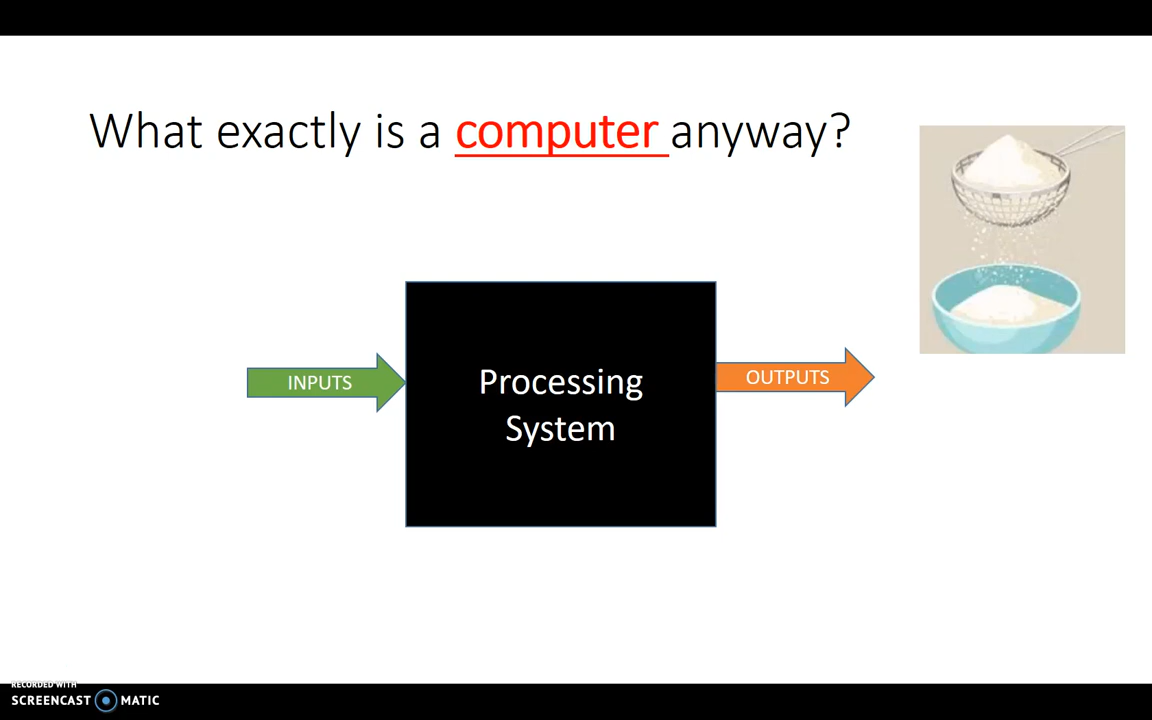 What exactly is a computer anyway?
INPUTS
Processing
System
OUTPUTS
RECORDED WITH
SCREENCAST MATIC